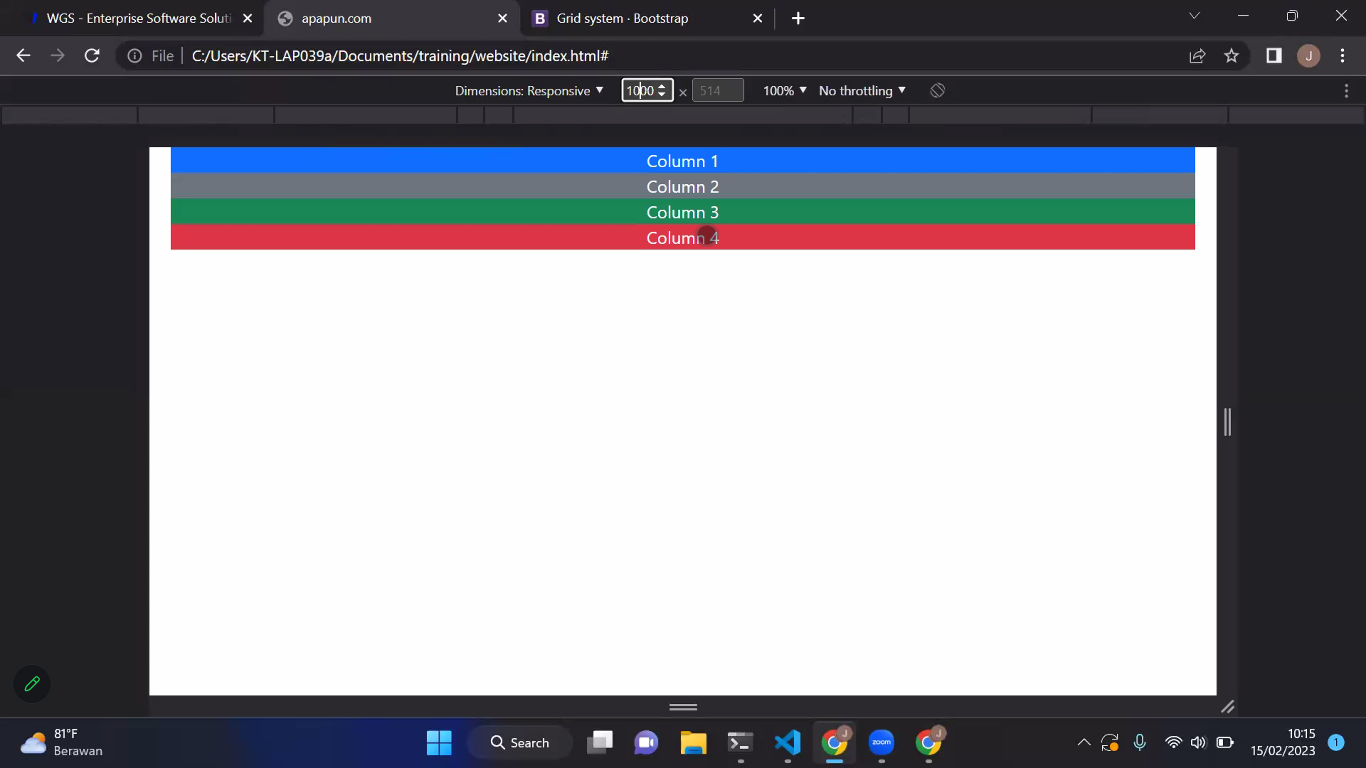 WGS - Enterprise Software Soluti
apapun.com
B Grid system · Bootstrap
File C:/Users/KT-LAP039a/Documents/training/website/index.html#
J
Dimensions: Responsive 1000 × 514 100% No throttling
Column 1
Column 2
Column 3
Column 4
81°F
Berawan
Search
J
zoom
J
10:15
15/02/2023
1